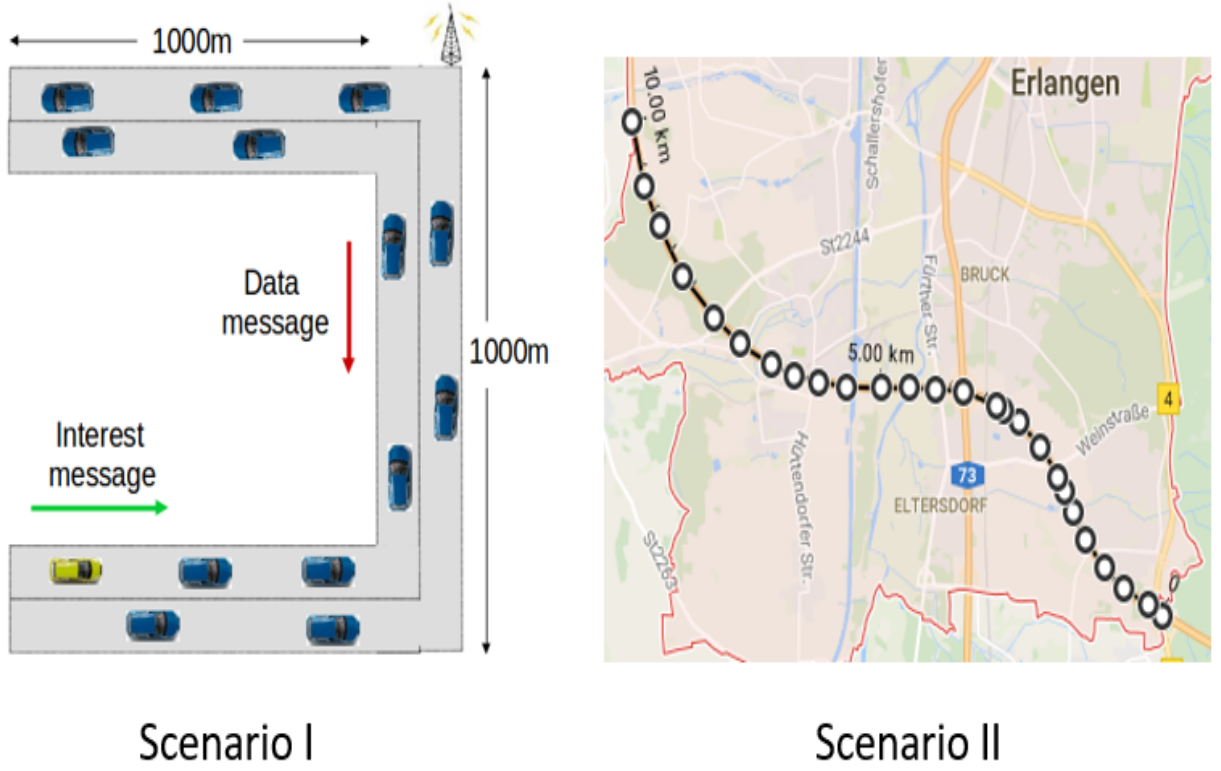 1000m
Data
message
1000m
Interest
message
Scenario I
10.00 km
Erlangen
Schallershofer
St2244
Fürther Str.
BRUCK
5.00 km
4
Weinstraße
73
ELTERSDORF
Hüttendorfer Str.
St2263
0
Scenario II